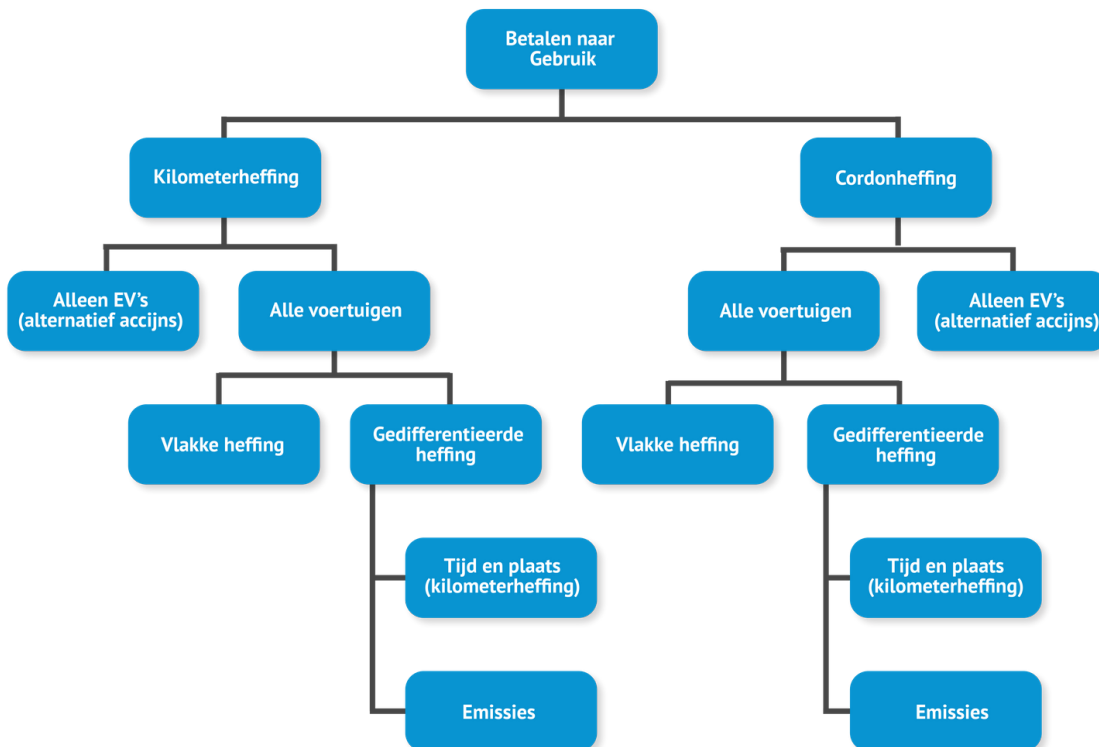 Betalen naar
Gebruik
Kilometerheffing
Cordonheffing
Alleen EV’s
(alternatief accijns)
Alle voertuigen
Alle voertuigen
Alleen EV’s
(alternatief accijns)
Vlakke heffing
Gedifferentieerde
heffing
Vlakke heffing
Gedifferentieerde
heffing
Tijd en plaats
(kilometerheffing)
Tijd en plaats
(kilometerheffing)
Emissies
Emissies